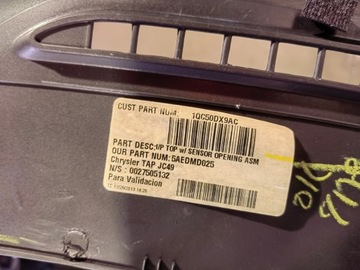 CUST PART NUM: 1QC50DX9AC
PART DESC:I/P TOP w/ SENSOR OPENING ASM
OUR PART NUM:5AEDMD025
Chrysler TAP JC49
N/S : 0027505132
Para Validacion